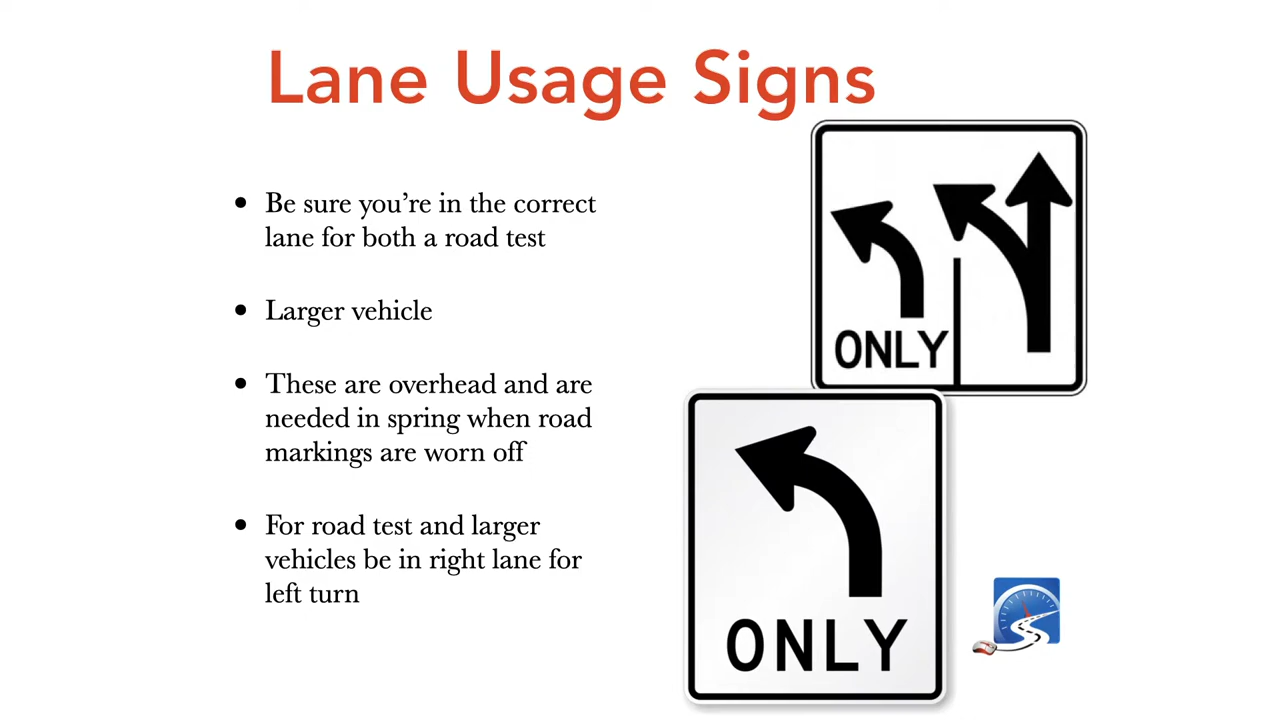 Lane Usage Signs
• Be sure you’re in the correct
lane for both a road test
• Larger vehicle
• These are overhead and are
needed in spring when road
markings are worn off
• For road test and larger
vehicles be in right lane for
left turn
ONLY
ONLY